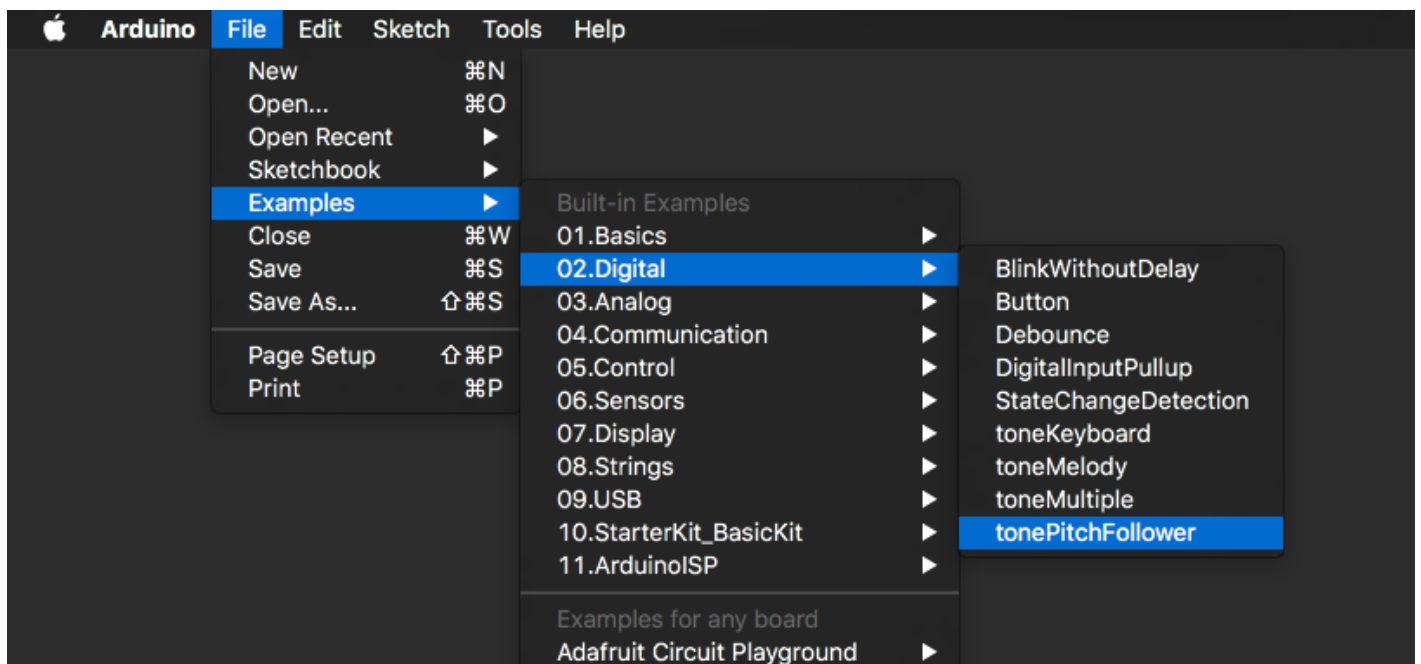 Arduino File Edit Sketch Tools Help
New ⌘N
Open... ⌘O
Open Recent ▶
Sketchbook ▶
Examples ▶
Close ⌘W
Save ⌘S
Save As... ⇧⌘S
Page Setup ⇧⌘P
Print ⌘P
Built-in Examples
01.Basics ▶
02.Digital ▶
03.Analog ▶
04.Communication ▶
05.Control ▶
06.Sensors ▶
07.Display ▶
08.Strings ▶
09.USB ▶
10.StarterKit_BasicKit ▶
11.ArduinoISP ▶
Examples for any board
Adafruit Circuit Playground ▶
BlinkWithoutDelay
Button
Debounce
DigitalInputPullup
StateChangeDetection
toneKeyboard
toneMelody
toneMultiple
tonePitchFollower